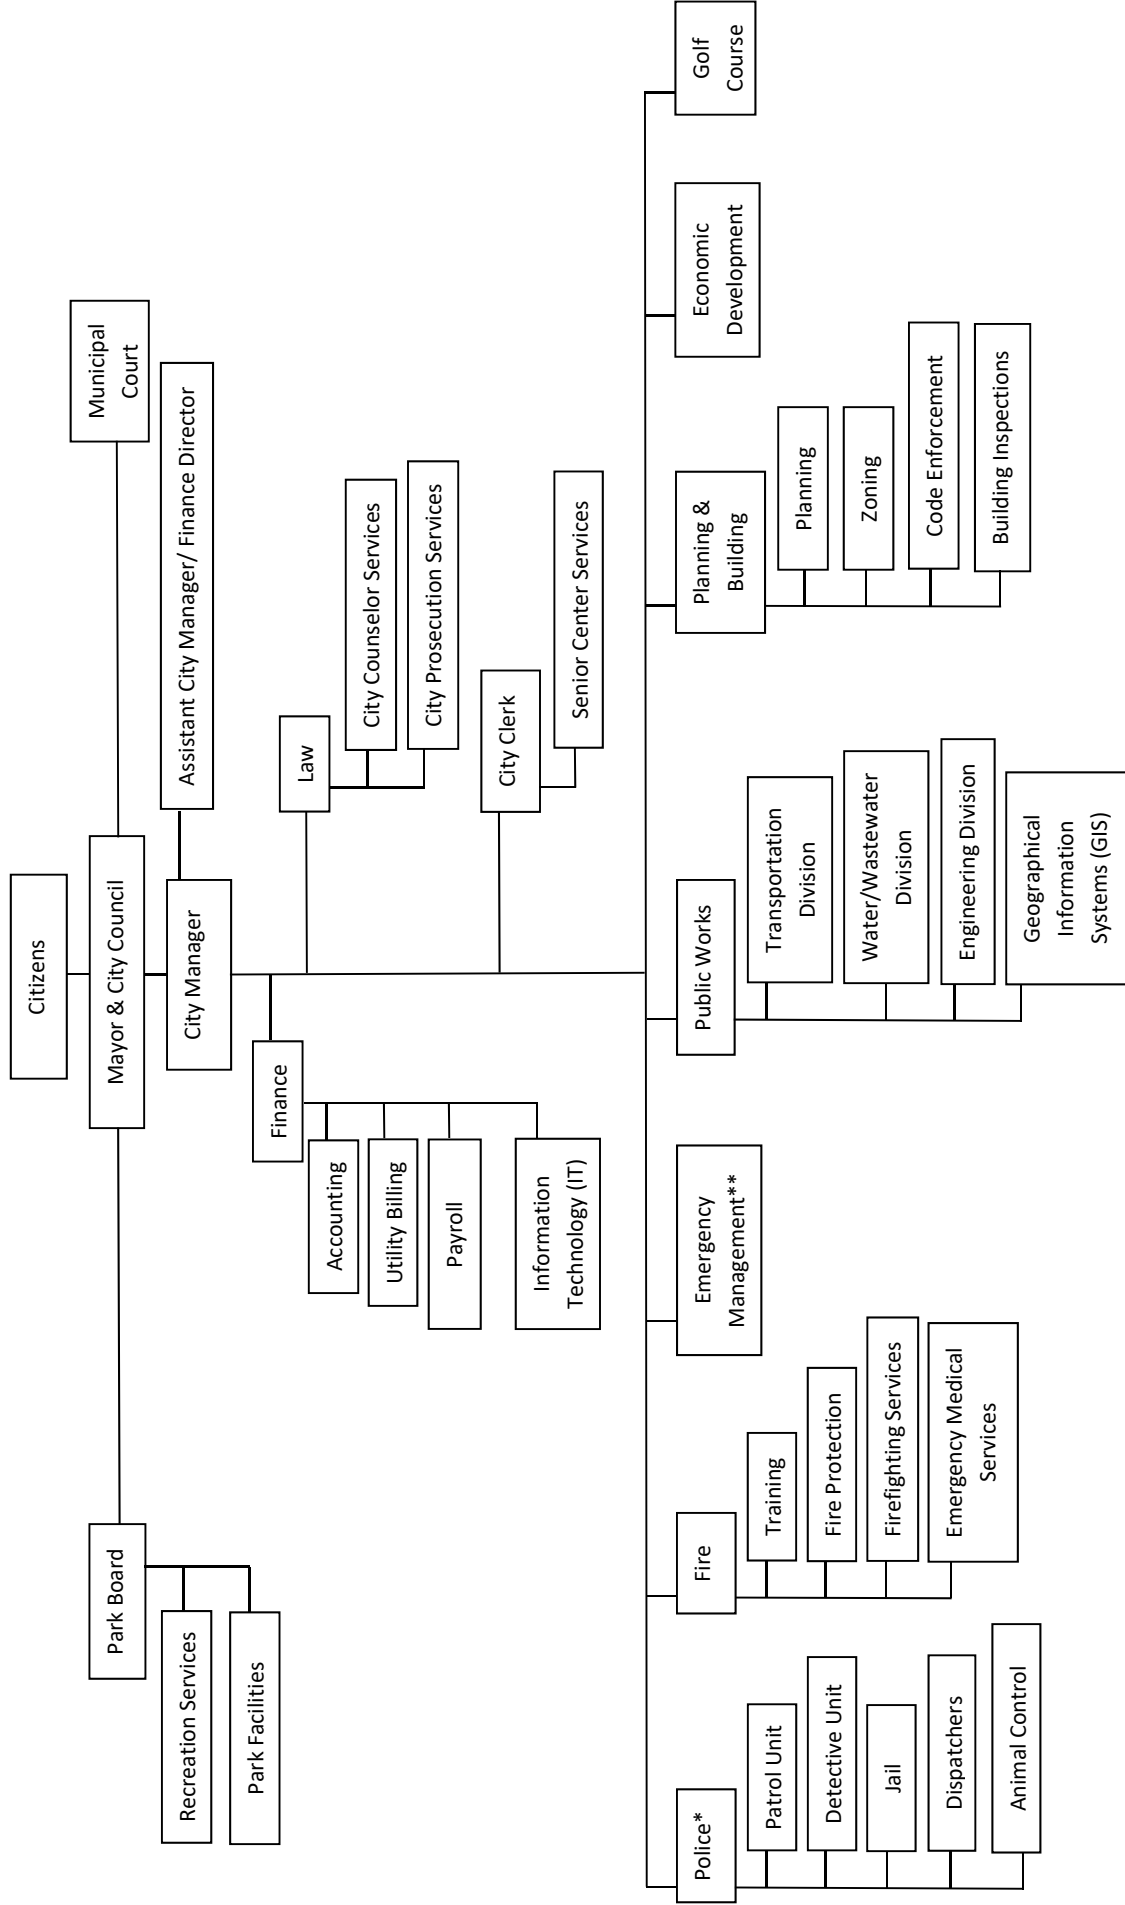 Citizens
Mayor & City Council
Municipal
Court
Park Board
Recreation Services
Park Facilities
City Manager
Assistant City Manager/ Finance Director
Finance
Accounting
Utility Billing
Payroll
Information
Technology (IT)
Law
City Counselor Services
City Prosecution Services
City Clerk
Senior Center Services
Police*
Patrol Unit
Detective Unit
Jail
Dispatchers
Animal Control
Fire
Training
Fire Protection
Firefighting Services
Emergency Medical
Services
Emergency
Management**
Public Works
Transportation
Division
Water/Wastewater
Division
Engineering Division
Geographical
Information
Systems (GIS)
Planning &
Building
Planning
Zoning
Code Enforcement
Building Inspections
Economic
Development
Golf
Course